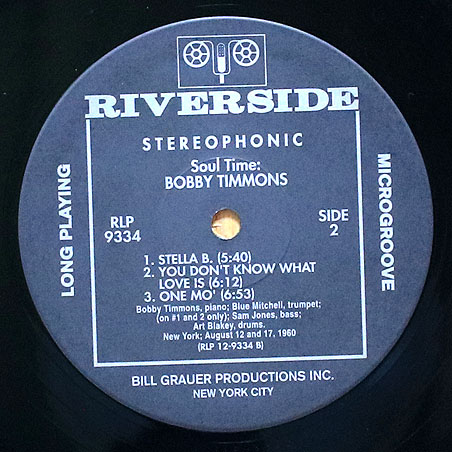 RIVERSIDE
STEREOPHONIC
Soul Time:
BOBBY TIMMONS
LONG PLAYING
MICROGROOVE
RLP
9334
SIDE
2
1. STELLA B. (5:40)
2. YOU DON'T KNOW WHAT
LOVE IS (6:12)
3. ONE MO' (6:53)
Bobby Timmons, piano; Blue Mitchell, trumpet;
(on #1 and 2 only); Sam Jones, bass;
Art Blakey, drums.
New York; August 12 and 17, 1960
(RLP 12-9334 B)
BILL GRAUER PRODUCTIONS INC.
NEW YORK CITY